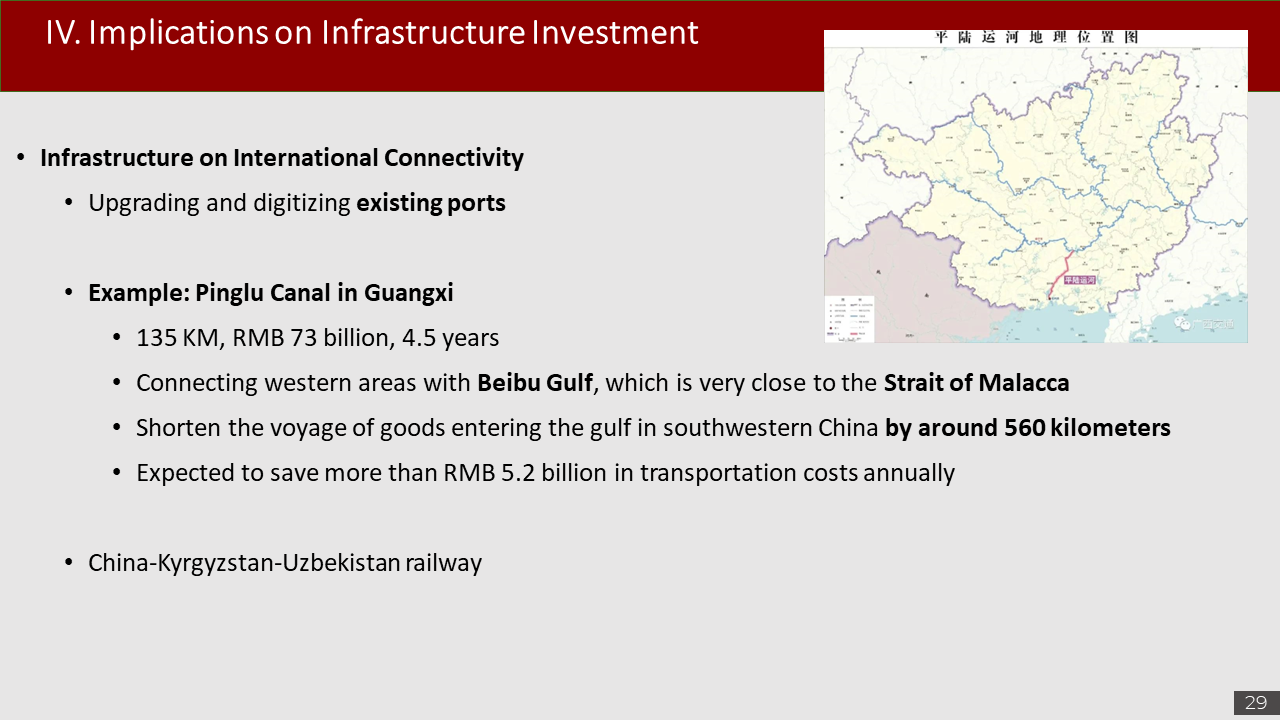 IV. Implications on Infrastructure Investment
平陆运河地理位置图
• Infrastructure on International Connectivity
• Upgrading and digitizing existing ports
• Example: Pinglu Canal in Guangxi
平陆运河
• 135 KM, RMB 73 billion, 4.5 years
• Connecting western areas with Beibu Gulf, which is very close to the Strait of Malacca
• Shorten the voyage of goods entering the gulf in southwestern China by around 560 kilometers
• Expected to save more than RMB 5.2 billion in transportation costs annually
• China-Kyrgyzstan-Uzbekistan railway
29